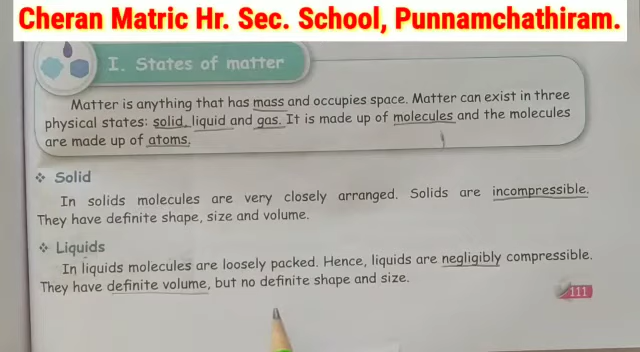 Cheran Matric Hr. Sec. School, Punnamchathiram.
I. States of matter
Matter is anything that has mass and occupies space. Matter can exist in three
physical states: solid, liquid and gas. It is made up of molecules and the molecules
are made up of atoms.
❖ Solid
In solids molecules are very closely arranged. Solids are incompressible.
They have definite shape, size and volume.
❖ Liquids
In liquids molecules are loosely packed. Hence, liquids are negligibly compressible.
They have definite volume, but no definite shape and size.
111